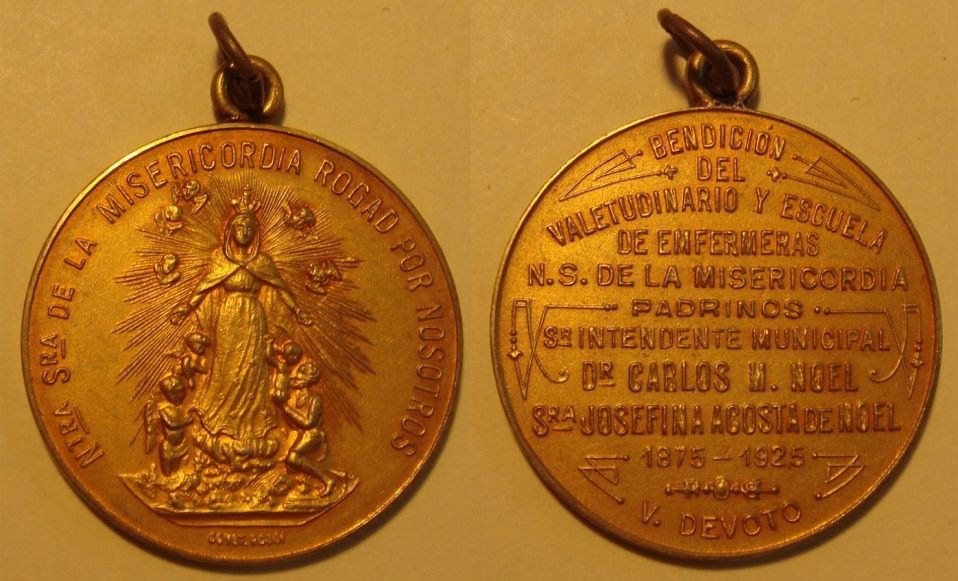 NTRA SRA DE LA MISERICORDIA ROGAD POR NOSOTROS
BENDICIÓN
DEL
VALETUDINARIO Y ESCUELA
DE EMFERMERAS
N.S. DE LA MISERICORDIA
PADRINOS
SR INTENDENTE MUNICIPAL
DR CARLOS M. NOEL
SRA JOSEFINA ACOSTA DE NOEL
1875 - 1925
V. DEVOTO